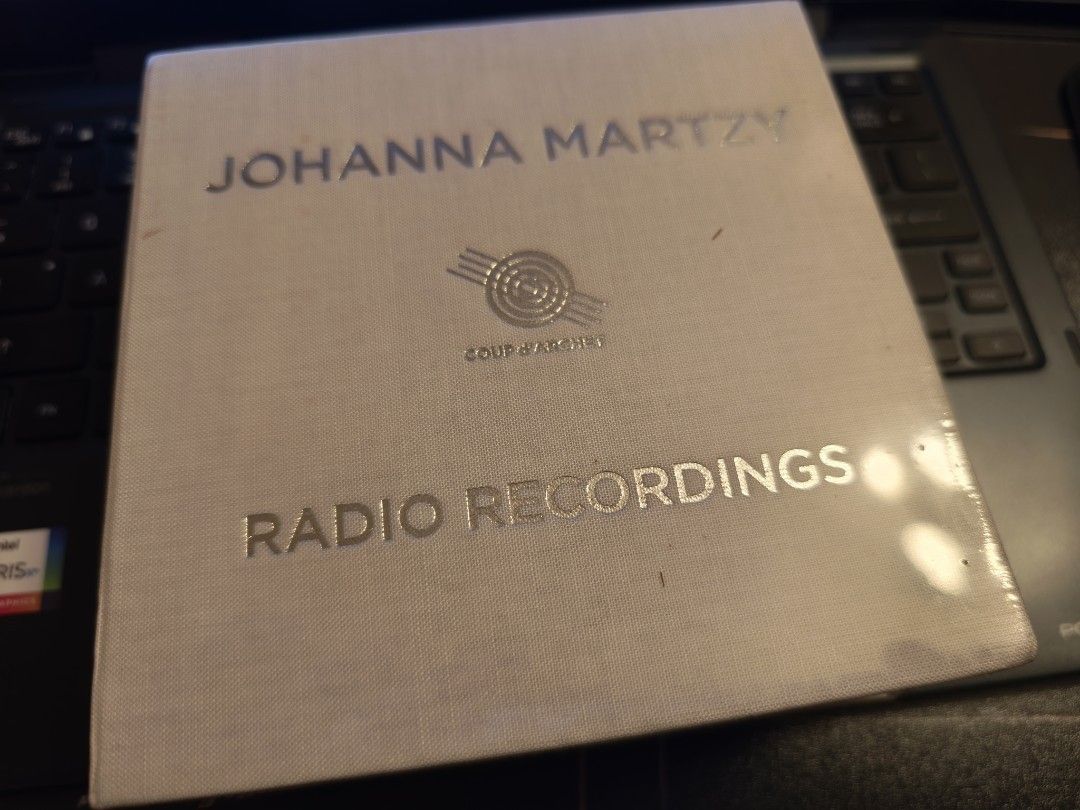 JOHANNA MARTZY
COUP d'ARCHET
RADIO RECORDINGS